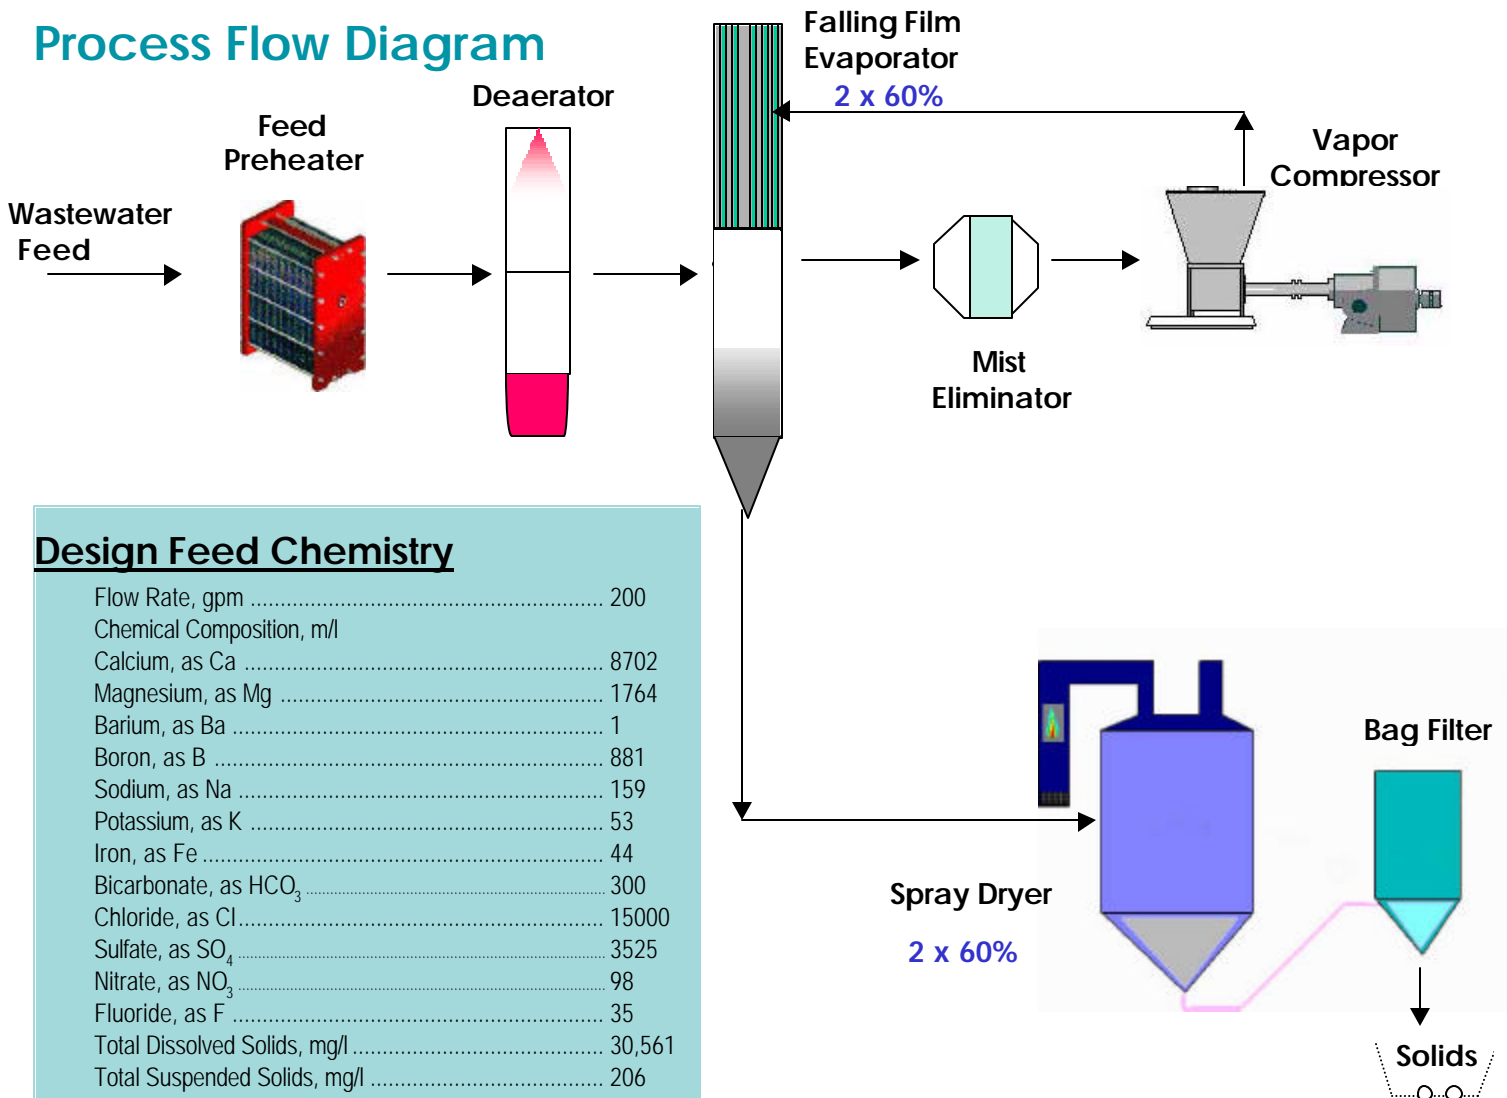 Process Flow Diagram
Falling Film
Evaporator
2 x 60%
Deaerator
Feed
Preheater
Vapor
Compressor
Wastewater
Feed
Mist
Eliminator
Design Feed Chemistry
Flow Rate, gpm ............................................................ 200
Chemical Composition, m/l
Calcium, as Ca ............................................................. 8702
Magnesium, as Mg ....................................................... 1764
Barium, as Ba ............................................................... 1
Boron, as B .................................................................. 881
Sodium, as Na .............................................................. 159
Potassium, as K ............................................................ 53
Iron, as Fe .................................................................... 44
Bicarbonate, as HCO₃ .................................................. 300
Chloride, as Cl .............................................................. 15000
Sulfate, as SO₄ ............................................................. 3525
Nitrate, as NO₃ ............................................................. 98
Fluoride, as F ............................................................... 35
Total Dissolved Solids, mg/l .......................................... 30,561
Total Suspended Solids, mg/l ....................................... 206
Bag Filter
Spray Dryer
2 x 60%
Solids